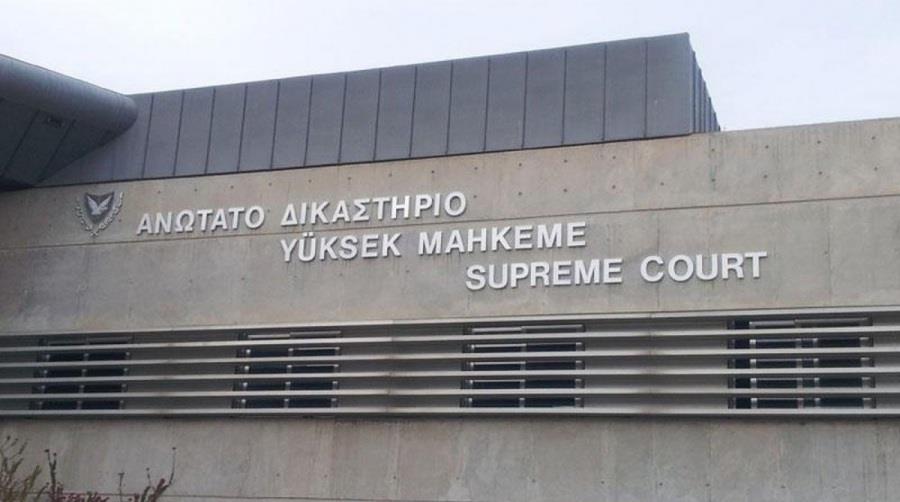 ΑΝΩΤΑΤΟ ΔΙΚΑΣΤΗΡΙΟ
YÜKSEK MAHKEME
SUPREME COURT